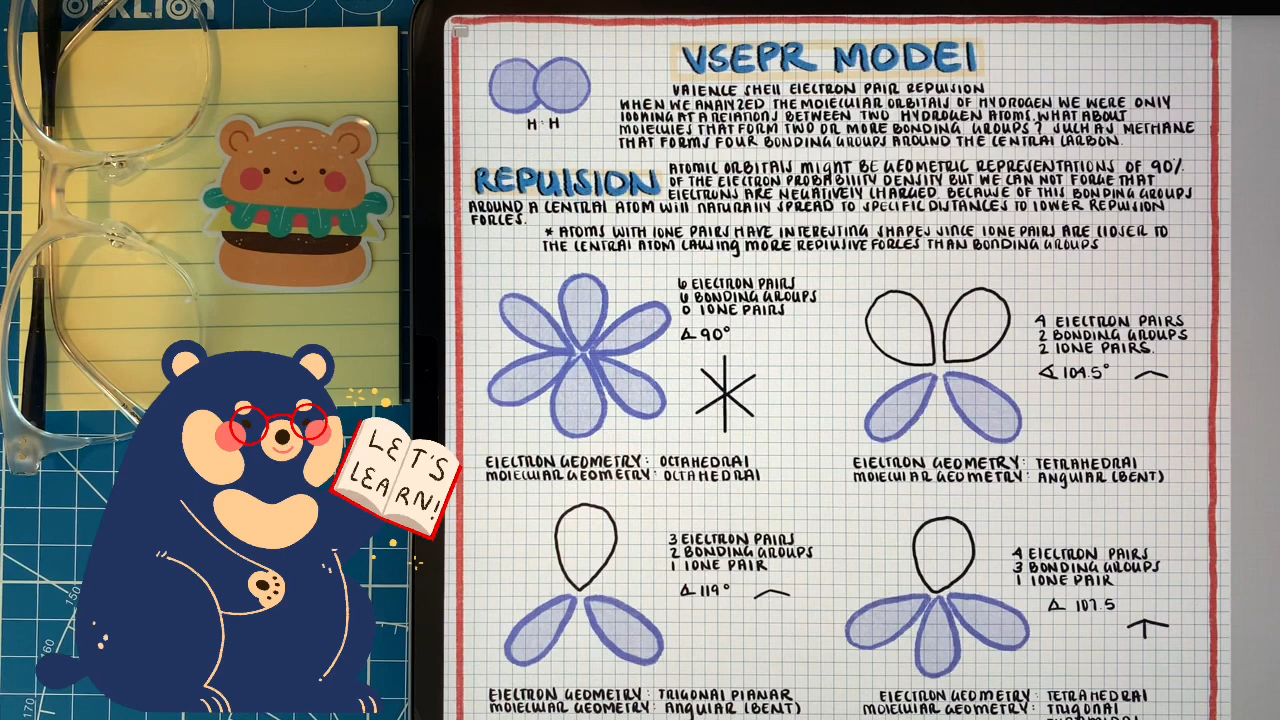 WORKLION
VSEPR MODEl
VAlENCE SHEll ElECTRON PAIR REPUlSION
WHEN WE ANAlYZED THE MOlECUlAR ORBITAlS OF HYDROGEN WE WERE ONlY
lOOKING AT A RElATIONS BETWEEN TWO HYDROGEN ATOMS. WHAT ABOUT
MOlECUlES THAT FORM TWO OR MORE BONDING GROUPS? SUCH AS METHANE
THAT FORMS FOUR BONDING GROUPS AROUND THE CENTRAl CARBON.
H : H
REPUlSION
ATOMIC ORBITAlS MIGHT BE GEOMETRIC REPRESENTATIONS OF 90%
OF THE ElECTRON PROBABIlITY DENSITY BUT WE CAN NOT FORGE THAT
ElECTRONS ARE NEGATIVElY CHARGED. BECAUSE OF THIS BONDING GROUPS
AROUND A CENTRAl ATOM WIll NATURAllY SPREAD TO SPECIFIC DISTANCES TO lOWER REPUlSION
FORCES.
* ATOMS WITH lONE PAIRS HAVE INTERESTING SHAPES SINCE lONE PAIRS ARE ClOSER TO
THE CENTRAl ATOM CAUSING MORE REPUlSIVE FORCES THAN BONDING GROUPS
6 ElECTRON PAIRS
6 BONDING GROUPS
0 lONE PAIRS
∡ 90°
ElECTRON GEOMETRY: OCTAHEDRAl
MOlECUlAR GEOMETRY: OCTAHEDRAl
4 ElECTRON PAIRS
2 BONDING GROUPS
2 lONE PAIRS.
∡ 104.5°
ElECTRON GEOMETRY: TETRAHEDRAl
MOlECUlAR GEOMETRY: ANGUlAR (BENT)
3 ElECTRON PAIRS
2 BONDING GROUPS
1 lONE PAIR
∡ 119°
ElECTRON GEOMETRY: TRIGONAl PlANAR
MOlECUlAR GEOMETRY: ANGUlAR (BENT)
4 ElECTRON PAIRS
3 BONDING GROUPS
1 lONE PAIR
∡ 107.5
ElECTRON GEOMETRY: TETRAHEDRAl
MOlECUlAR GEOMETRY: TRIGONAl
LET'S
LEARN!
150
160
170